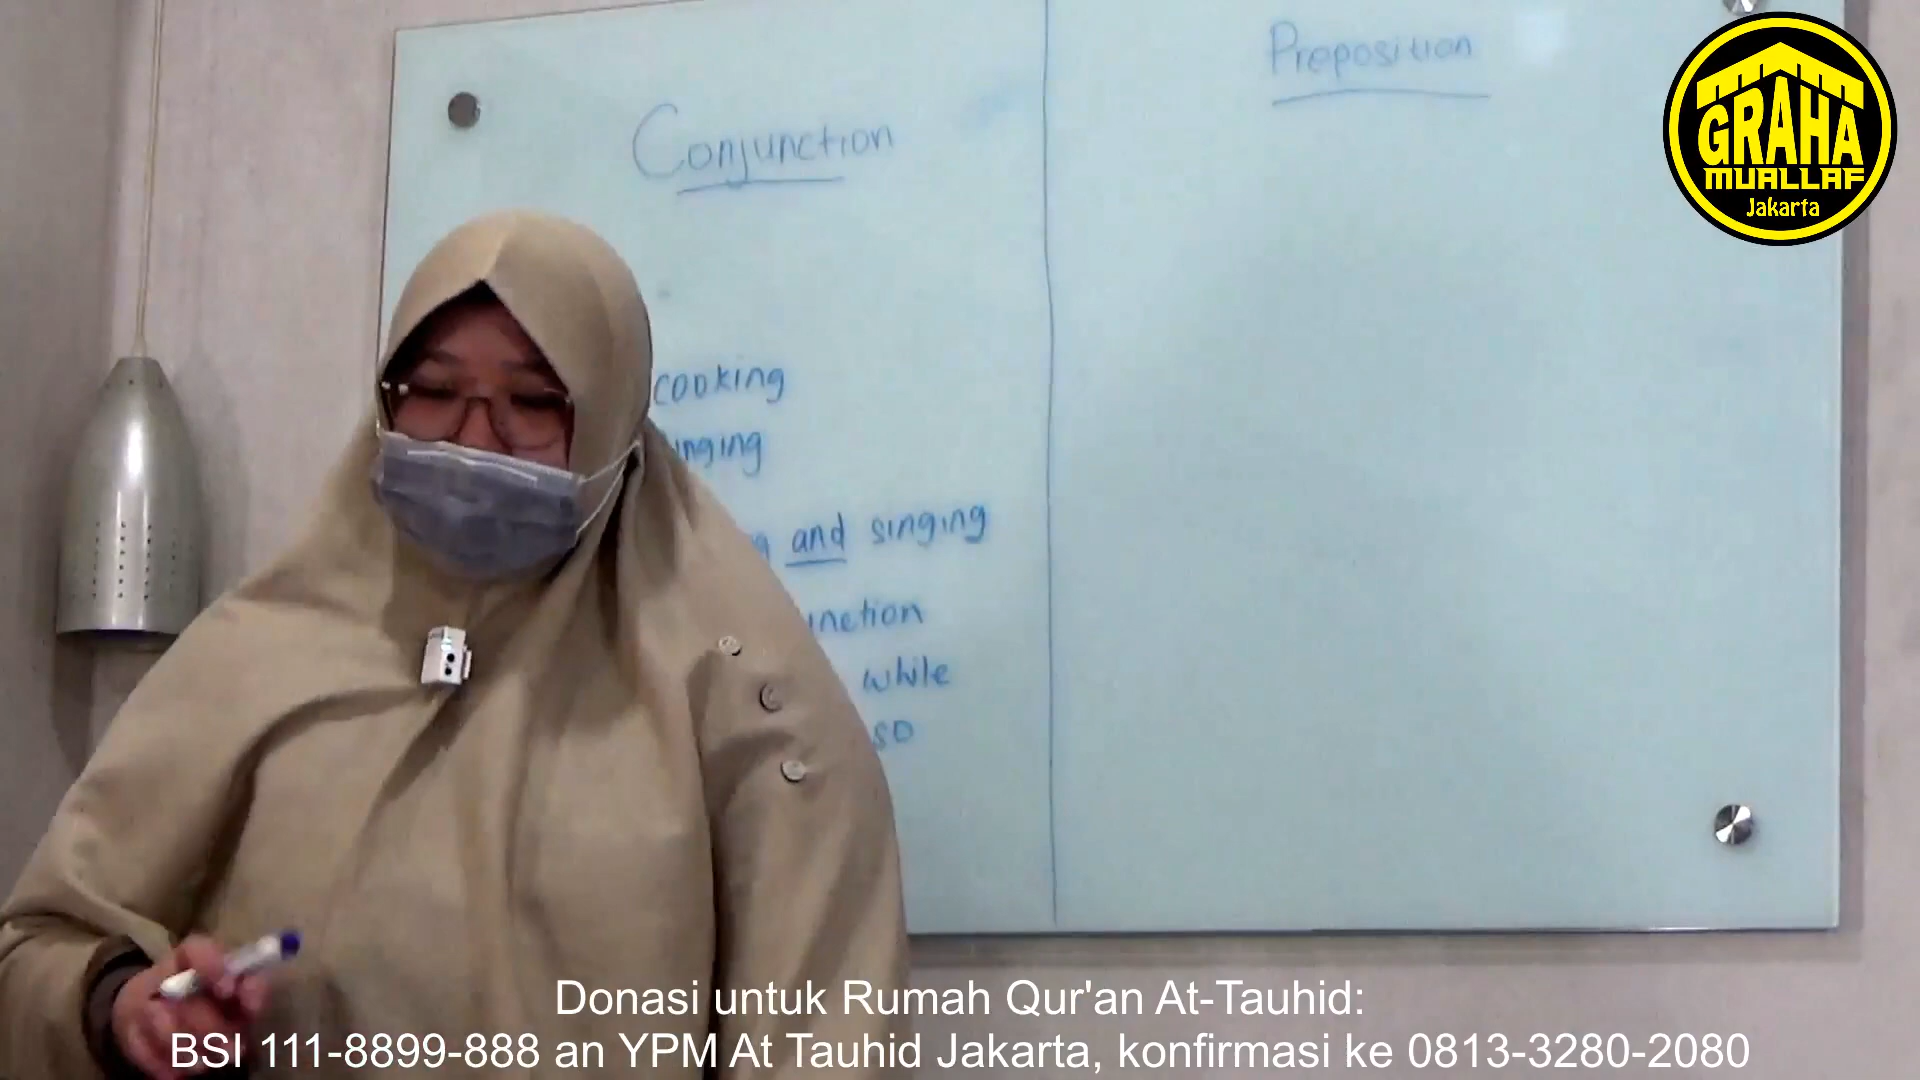 Conjunction
cooking
and singing
while
so
Preposition
GRAHA
MUALLAF
Jakarta
Donasi untuk Rumah Qur'an At-Tauhid:
BSI 111-8899-888 an YPM At Tauhid Jakarta, konfirmasi ke 0813-3280-2080